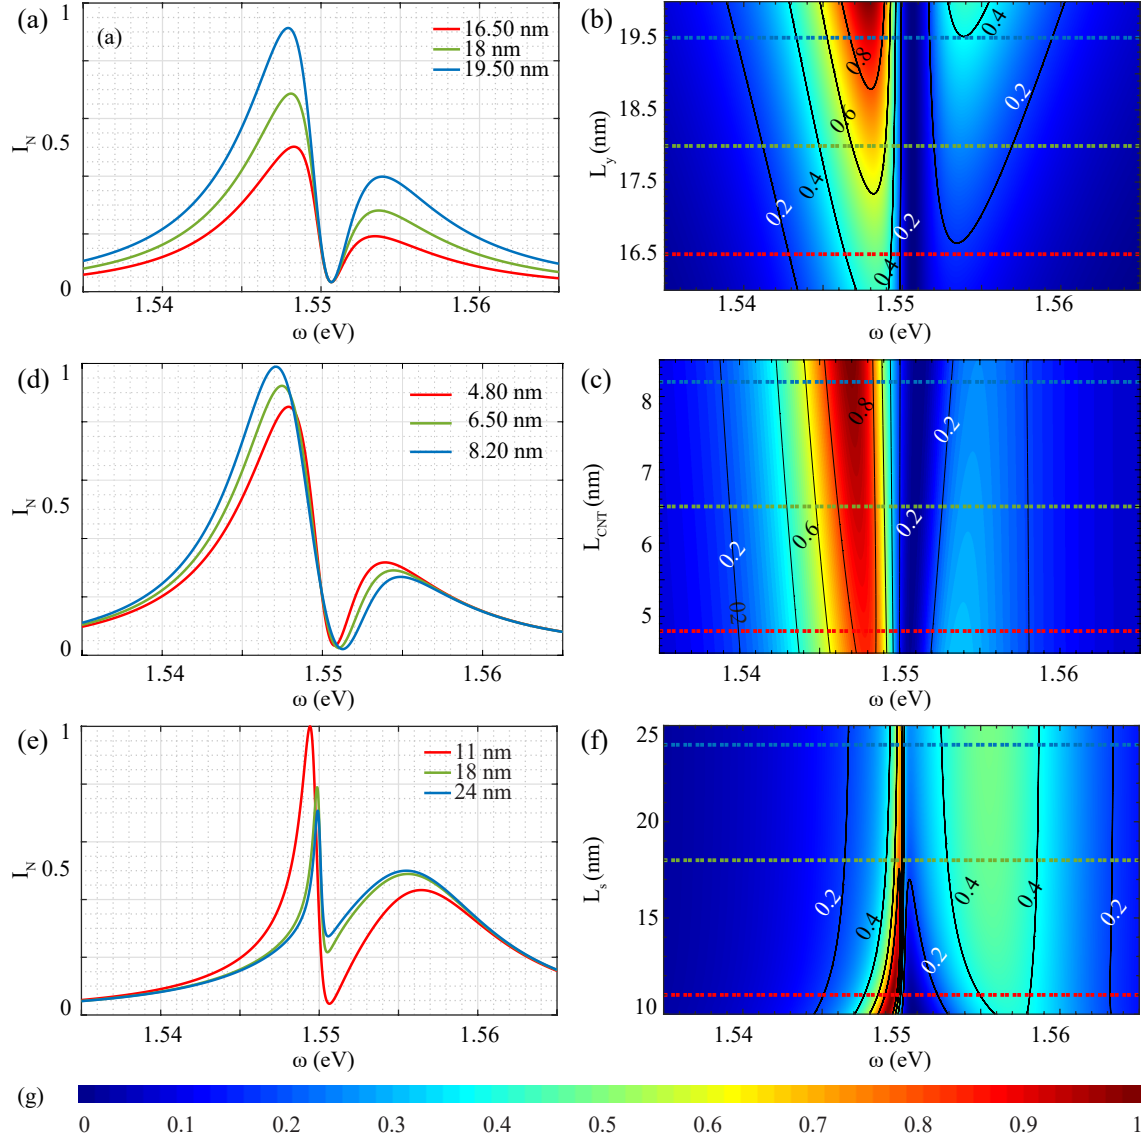 (a)
1
0.5
0
I_N
(a)
16.50 nm
18 nm
19.50 nm
1.54
1.55
1.56
ω (eV)
(b)
19.5
18.5
17.5
16.5
L_y (nm)
0.4
0.8
0.2
0.6
0.4
0.2
0.2
0.4
1.54
1.55
1.56
ω (eV)
(d)
1
0.5
0
I_N
4.80 nm
6.50 nm
8.20 nm
1.54
1.55
1.56
ω (eV)
(c)
8
7
6
5
L_CNT (nm)
0.8
0.2
0.2
0.6
0.2
02
1.54
1.55
1.56
ω (eV)
(e)
1
0.5
0
I_N
11 nm
18 nm
24 nm
1.54
1.55
1.56
ω (eV)
(f)
25
20
15
10
L_s (nm)
0.2
0.4
0.4
0.4
0.2
0.2
1.54
1.55
1.56
ω (eV)
(g)
0 0.1 0.2 0.3 0.4 0.5 0.6 0.7 0.8 0.9 1